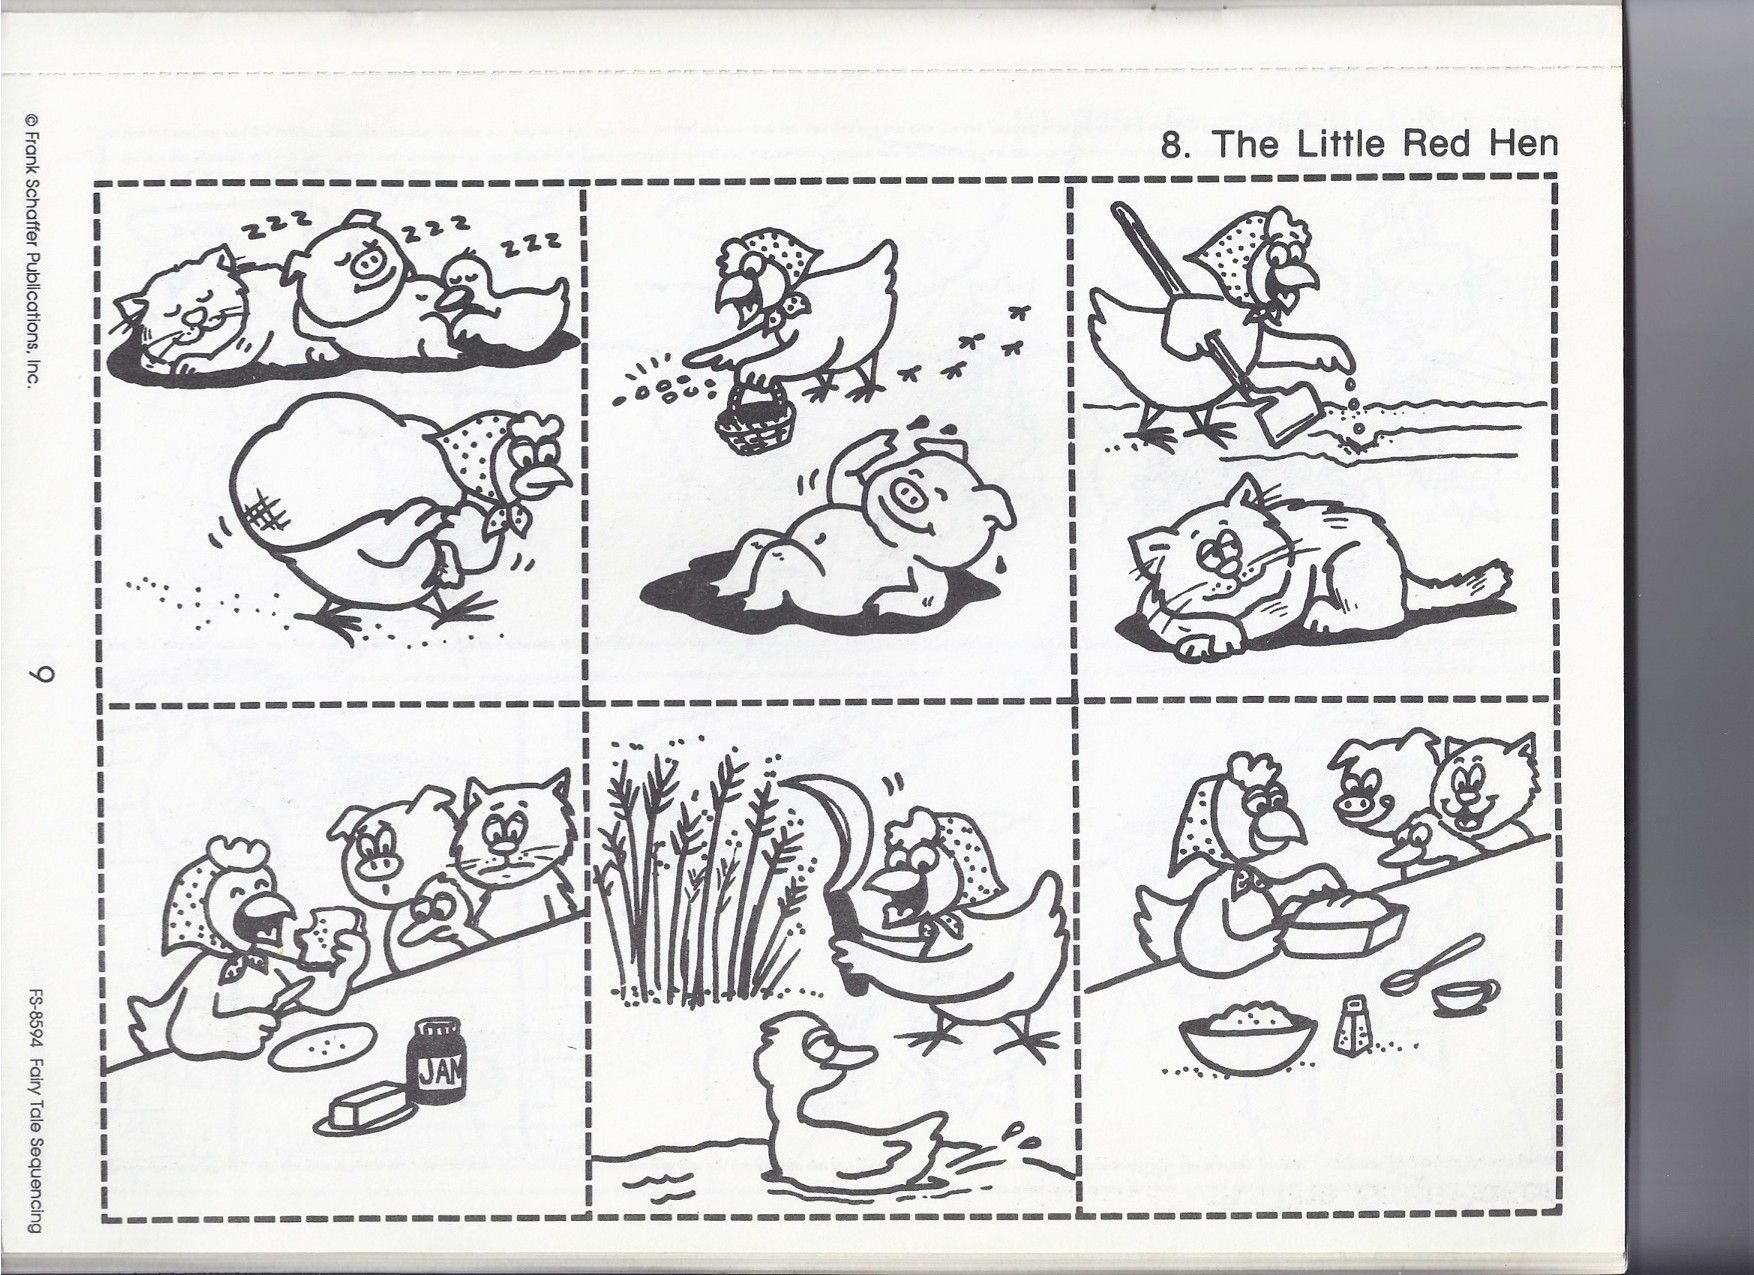 8. The Little Red Hen
zzz zzz zzz
JAM
© Frank Schaffer Publications, Inc.
9
FS-8594 Fairy Tale Sequencing